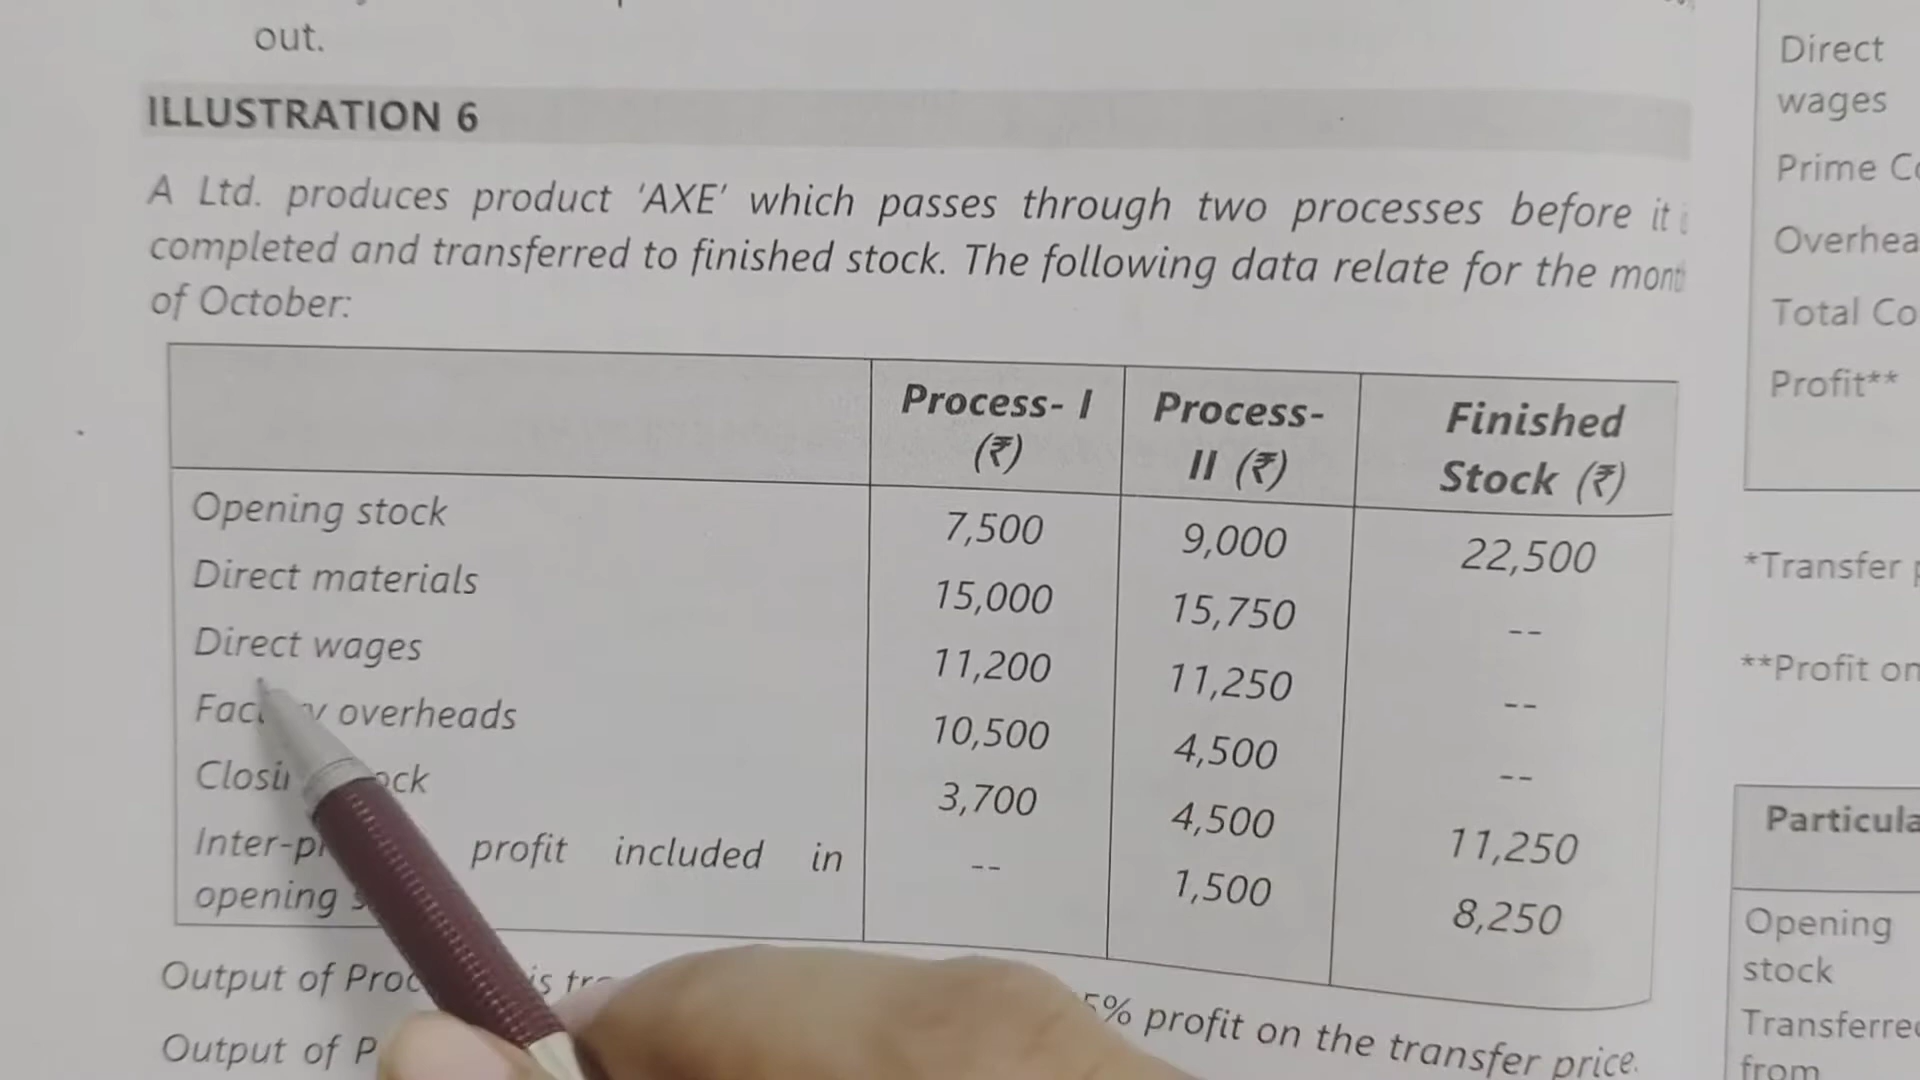 out.
ILLUSTRATION 6
A Ltd. produces product 'AXE' which passes through two processes before it
completed and transferred to finished stock. The following data relate for the
of October:
Process- I (₹) Process- II (₹) Finished Stock (₹)
Opening stock 7,500 9,000 22,500
Direct materials 15,000 15,750 --
Direct wages 11,200 11,250 --
overheads 10,500 4,500 --
3,700 4,500 11,250
profit included in
opening -- 1,500 8,250
Output of
5% profit on the transfer price.
Output of
Direct
wages
Prime
Total
Profit**
*Transfer
**Profit on
Opening
stock
from